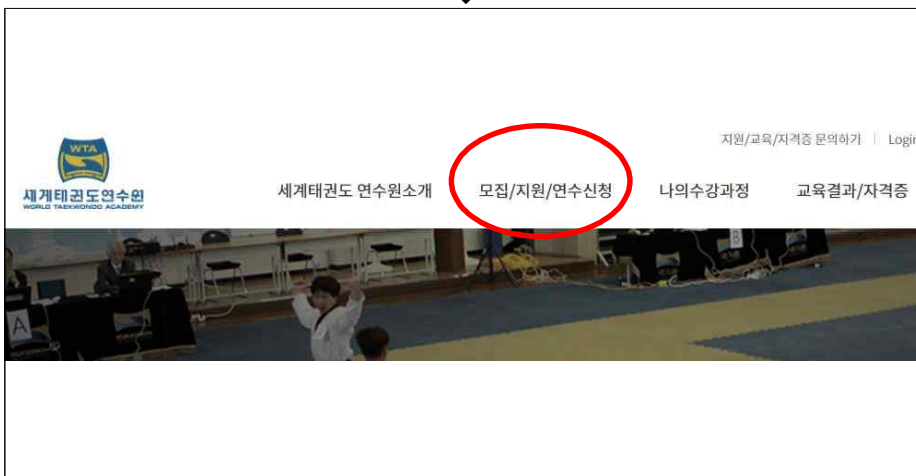 지원/교육/자격증 문의하기 | Login
WTA
세계태권도연수원
WORLD TAEKWONDO ACADEMY
세계태권도 연수원소개 모집/지원/연수신청 나의수강과정 교육결과/자격증
A
B